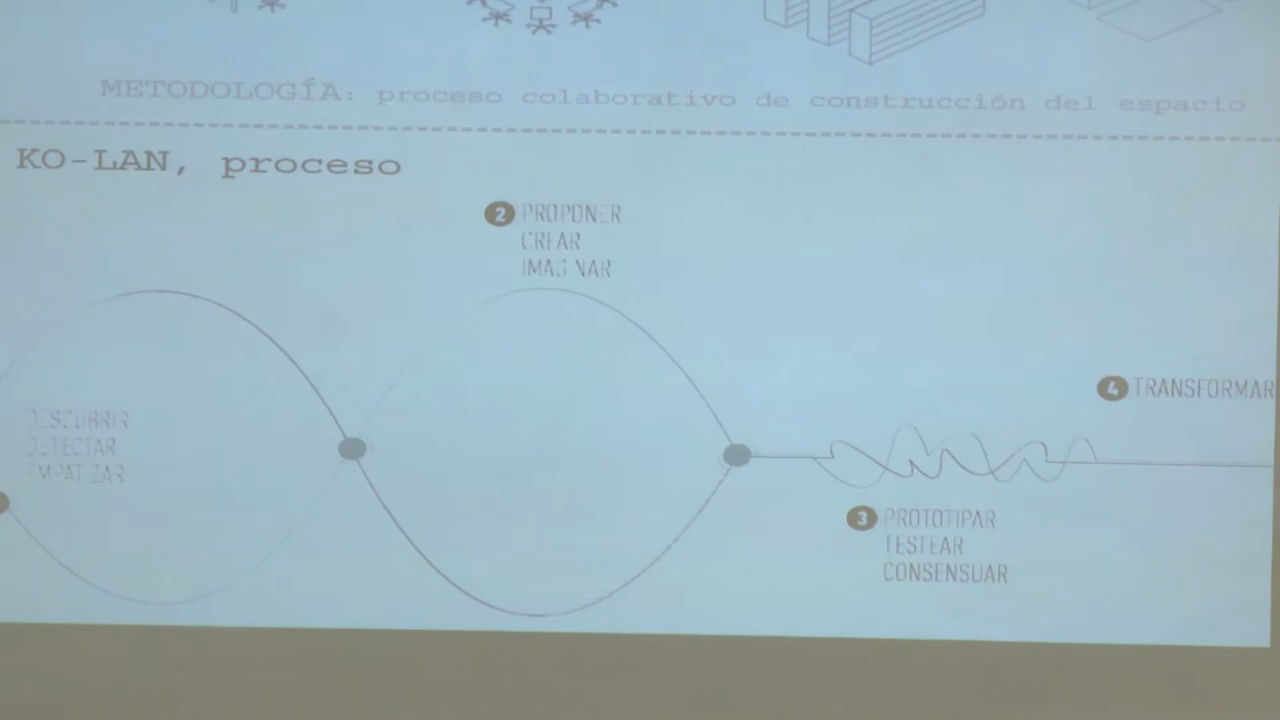 METODOLOGÍA: proceso colaborativo de construcción del espacio
KO-LAN, proceso
2 PROPONER
CREAR
IMAGINAR
DESCUBRIR
DETECTAR
EMPATIZAR
4 TRANSFORMAR
3 PROTOTIPAR
TESTEAR
CONSENSUAR